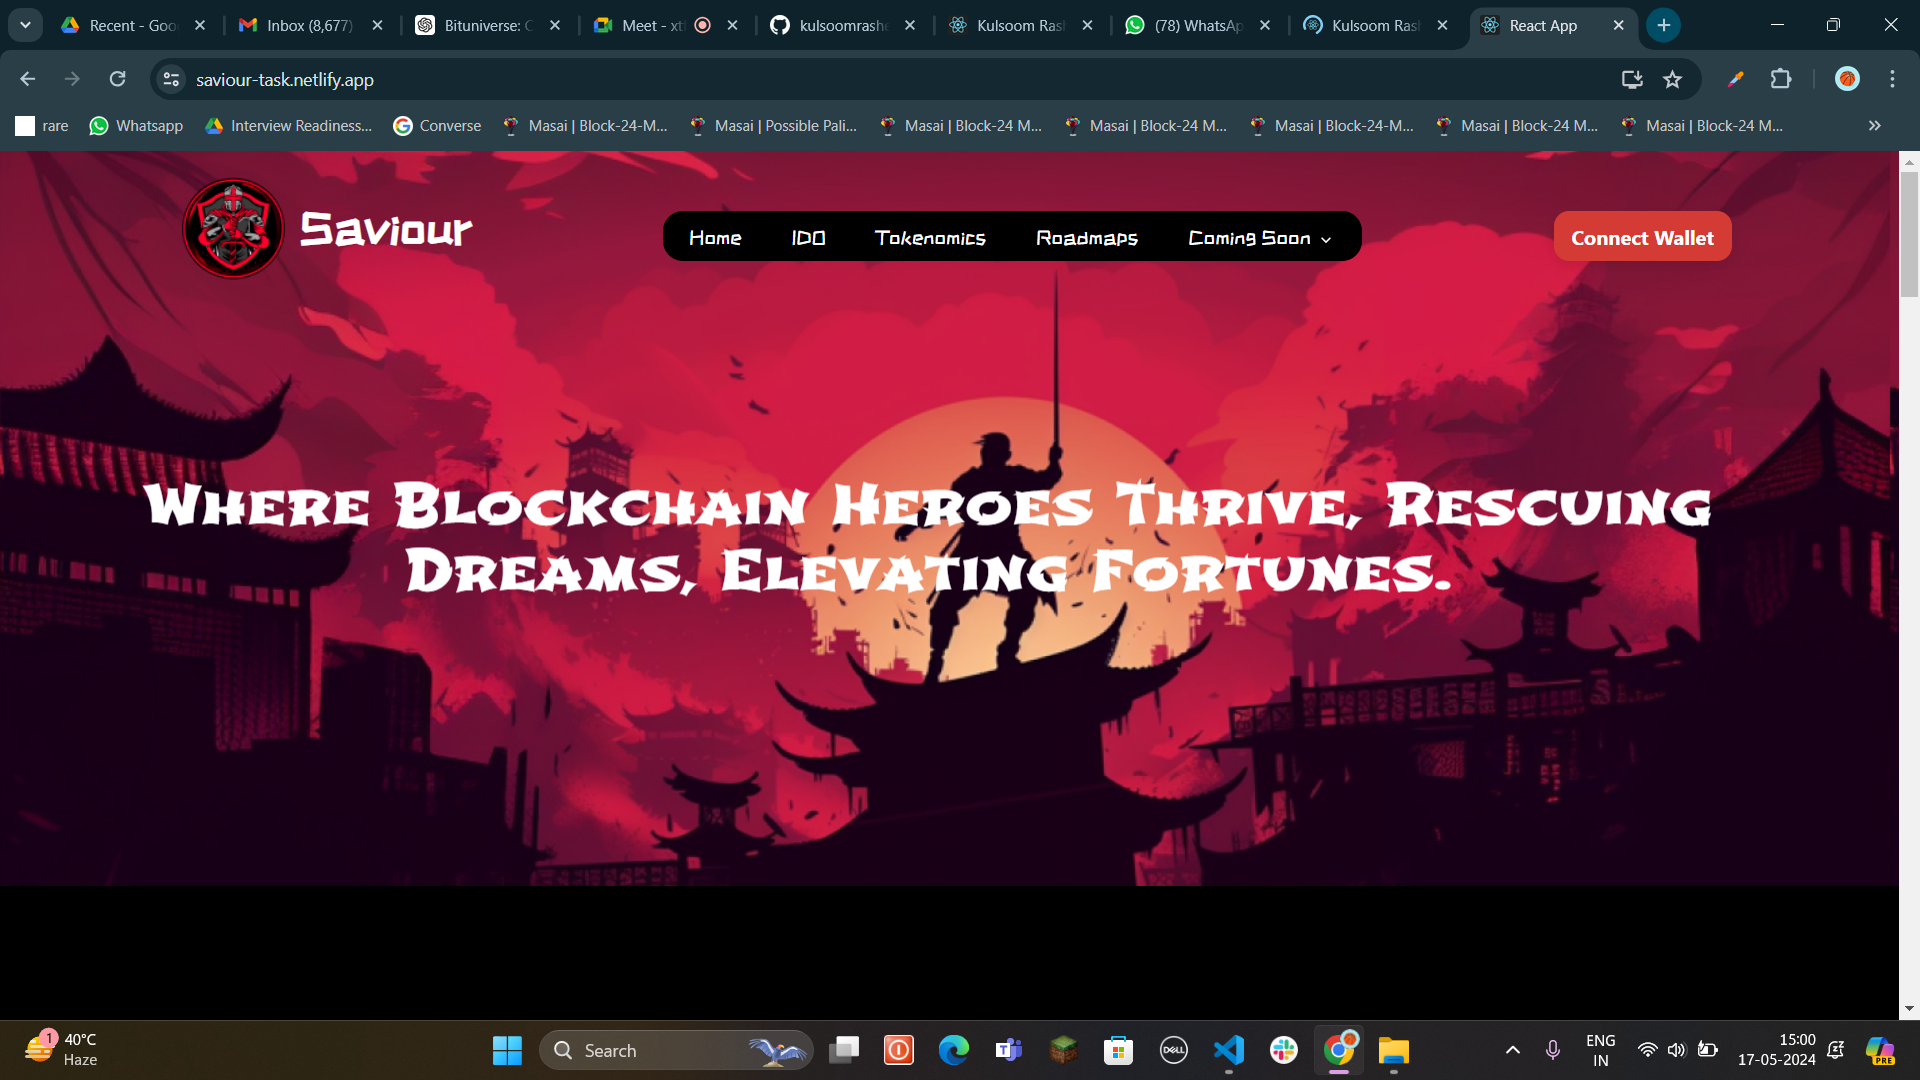 Recent - Goo
Inbox (8,677)
Bituniverse: C
Meet - xt
kulsoomrashe
Kulsoom Ras
(78) WhatsAp
Kulsoom Ras
React App
saviour-task.netlify.app
rare
Whatsapp
Interview Readiness...
Converse
Masai | Block-24-M...
Masai | Possible Pali...
Masai | Block-24 M...
Masai | Block-24 M...
Masai | Block-24-M...
Masai | Block-24 M...
Masai | Block-24 M...
Saviour
Home
IDO
Tokenomics
Roadmaps
Coming Soon
Connect Wallet
Where Blockchain Heroes Thrive, Rescuing
Dreams, Elevating Fortunes.
1
40°C
Haze
Search
DELL
ENG
IN
15:00
17-05-2024
PRE